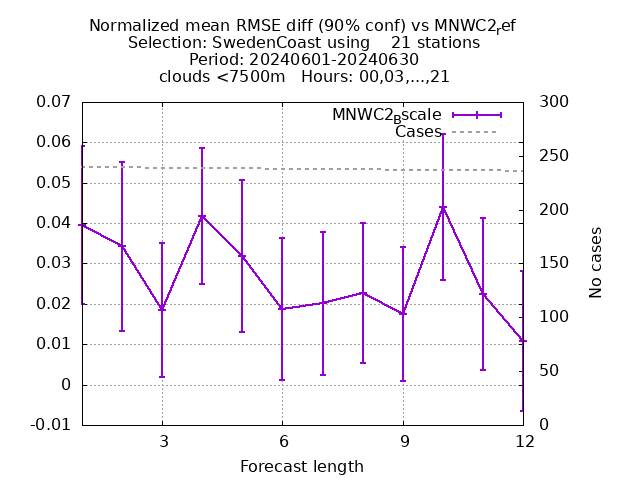 Normalized mean RMSE diff (90% conf) vs MNWC2_ref
Selection: SwedenCoast using    21 stations
Period: 20240601-20240630
clouds <7500m   Hours: 00,03,...,21
MNWC2_Bscale
Cases
0.07
0.06
0.05
0.04
0.03
0.02
0.01
0
-0.01
300
250
200
150
100
50
0
No cases
3
6
9
12
Forecast length